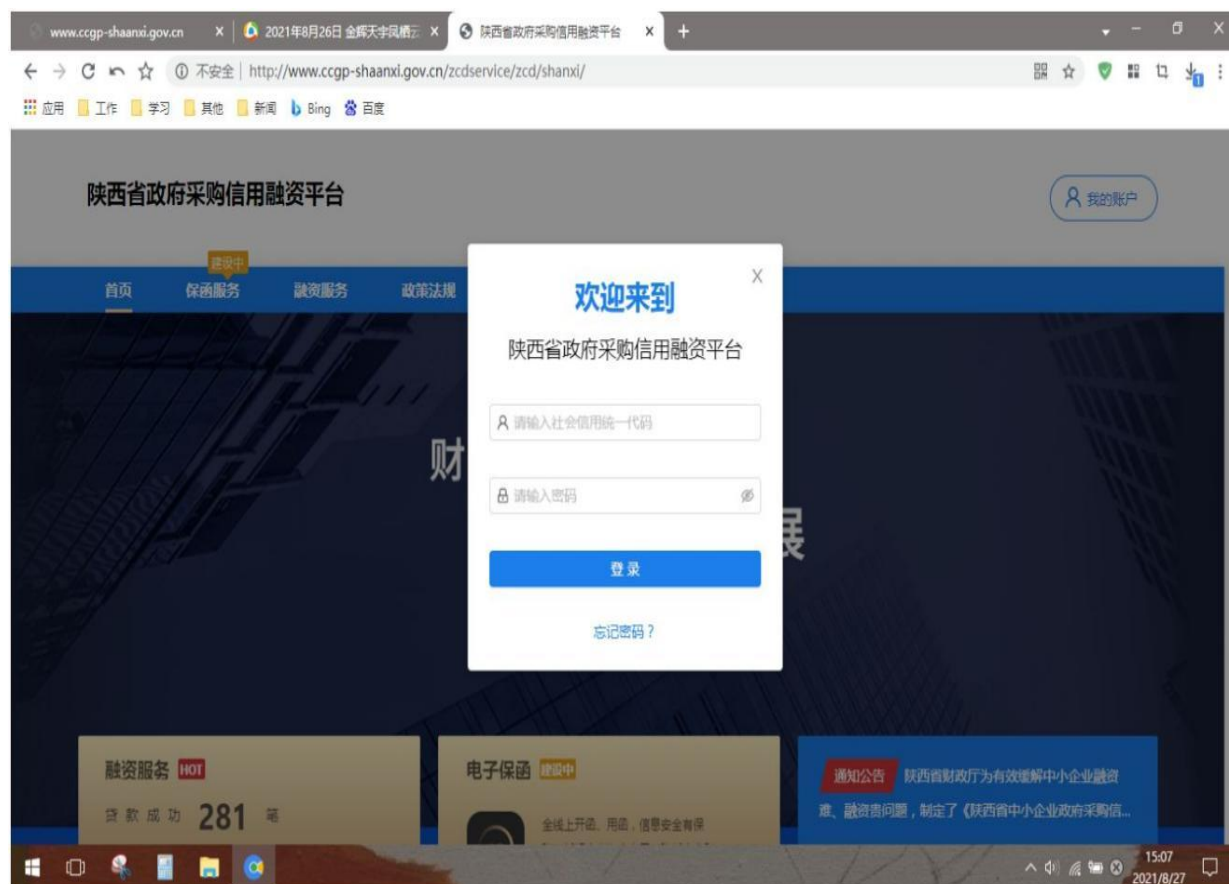 www.ccgp-shaanxi.gov.cn
2021年8月26日 金辉天宇凤栖云
陕西省政府采购信用融资平台
不安全 | http://www.ccgp-shaanxi.gov.cn/zcdservice/zcd/shanxi/
应用 工作 学习 其他 新闻 Bing 百度
陕西省政府采购信用融资平台
我的账户
建设中
首页 保函服务 融资服务 政策法规
欢迎来到
X
陕西省政府采购信用融资平台
请输入社会信用统一代码
财
请输入密码
展
登录
忘记密码？
融资服务 HOT
贷款成功 281 笔
电子保函 建设中
全线上开函、用函，信息安全有保
通知公告 陕西省财政厅为有效缓解中小企业融资
难、融资贵问题，制定了《陕西省中小企业政府采购信...
15:07
2021/8/27